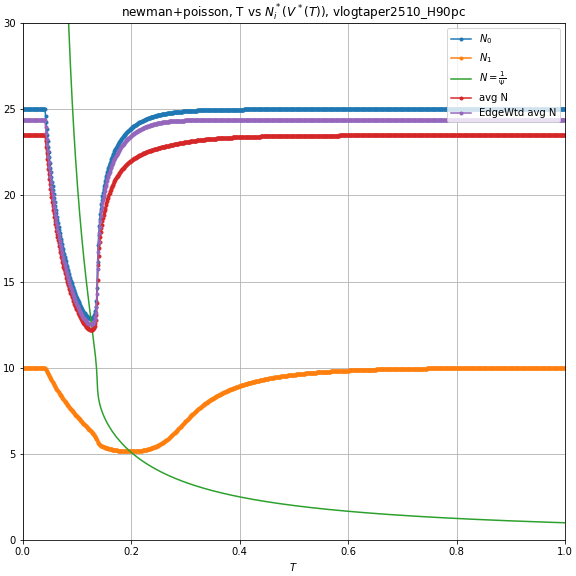 newman+poisson, T vs $N_i^*(V^*(T))$, vlogtaper2510_H90pc
30
25
20
15
10
5
0
$N_0$
$N_1$
$N = \frac{1}{\Psi}$
avg N
EdgeWtd avg N
0.0
0.2
0.4
0.6
0.8
1.0
T